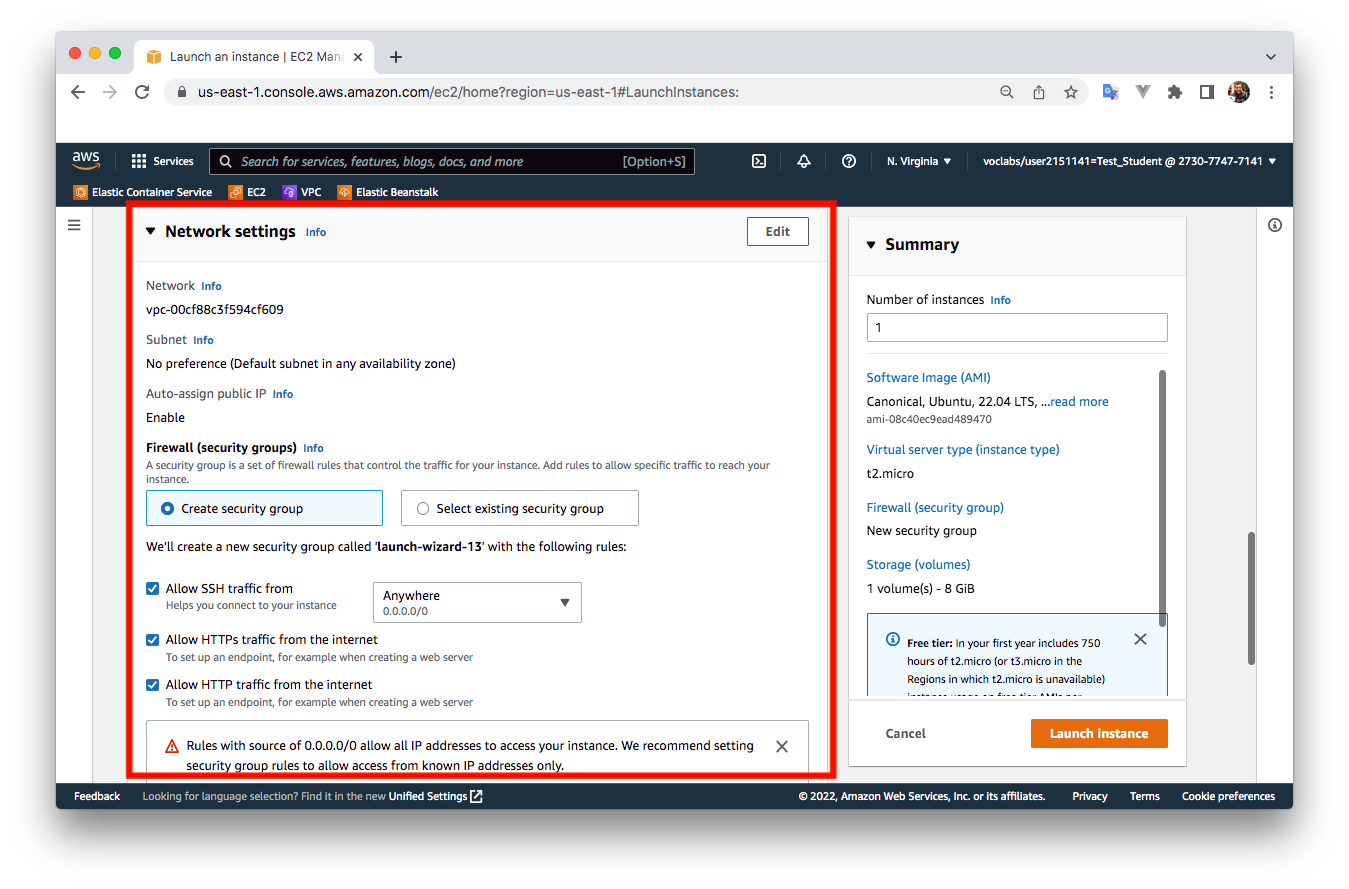 Launch an instance | EC2 Mana
us-east-1.console.aws.amazon.com/ec2/home?region=us-east-1#LaunchInstances:
aws
Services
Search for services, features, blogs, docs, and more
[Option+S]
N. Virginia
voclabs/user2151141=Test_Student @ 2730-7747-7141
Elastic Container Service
EC2
VPC
Elastic Beanstalk
Network settings Info
Edit
Network Info
vpc-00cf88c3f594cf609
Subnet Info
No preference (Default subnet in any availability zone)
Auto-assign public IP Info
Enable
Firewall (security groups) Info
A security group is a set of firewall rules that control the traffic for your instance. Add rules to allow specific traffic to reach your
instance.
Create security group
Select existing security group
We'll create a new security group called 'launch-wizard-13' with the following rules:
Allow SSH traffic from
Helps you connect to your instance
Anywhere
0.0.0.0/0
Allow HTTPs traffic from the internet
To set up an endpoint, for example when creating a web server
Allow HTTP traffic from the internet
To set up an endpoint, for example when creating a web server
Rules with source of 0.0.0.0/0 allow all IP addresses to access your instance. We recommend setting
security group rules to allow access from known IP addresses only.
Summary
Number of instances Info
1
Software Image (AMI)
Canonical, Ubuntu, 22.04 LTS, ...read more
ami-08c40ec9ead489470
Virtual server type (instance type)
t2.micro
Firewall (security group)
New security group
Storage (volumes)
1 volume(s) - 8 GiB
Free tier: In your first year includes 750
hours of t2.micro (or t3.micro in the
Regions in which t2.micro is unavailable)
instance usage on free tier AMIs per
Cancel
Launch instance
Feedback
Looking for language selection? Find it in the new Unified Settings
© 2022, Amazon Web Services, Inc. or its affiliates.
Privacy
Terms
Cookie preferences